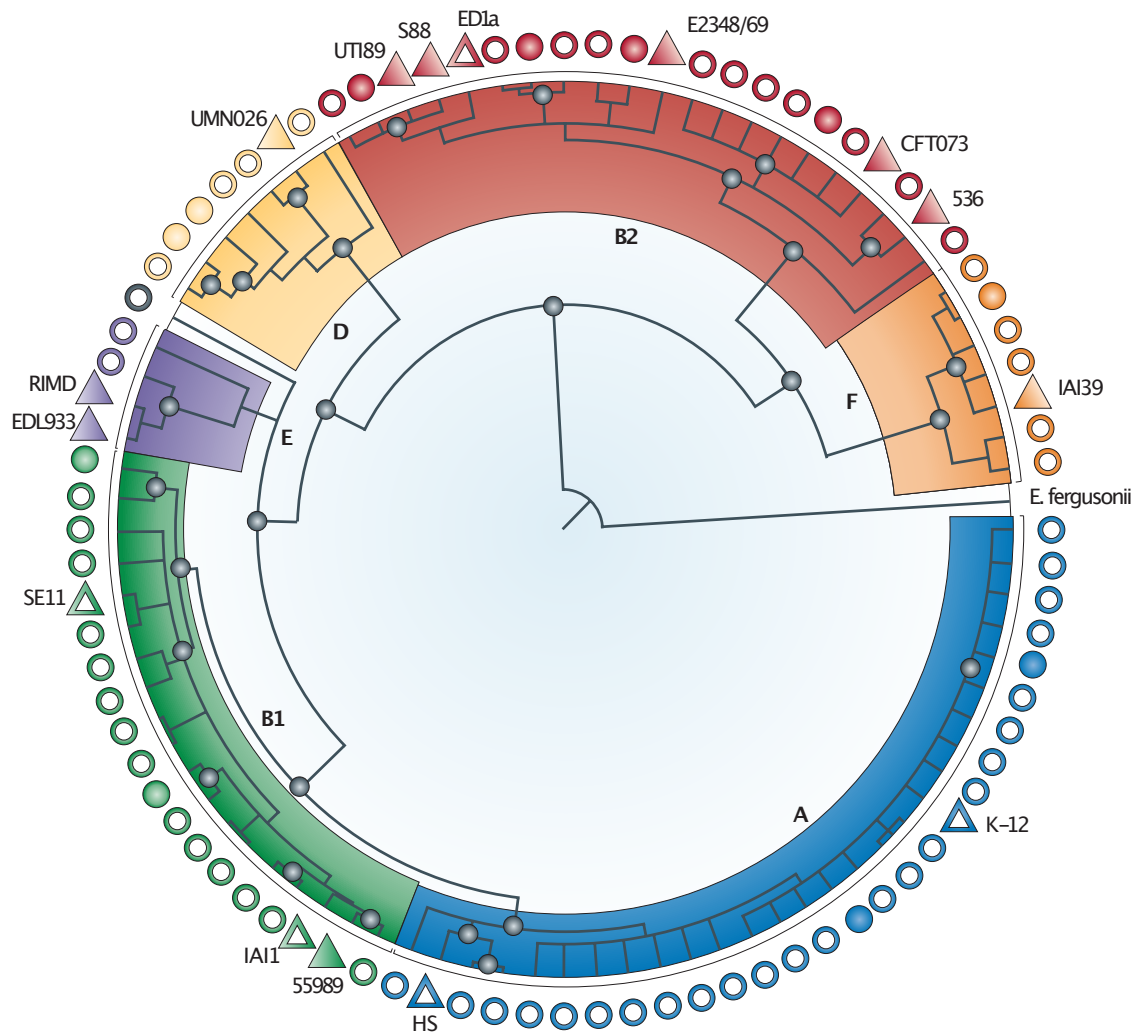 ED1a
S88
E2348/69
UTI89
UMN026
CFT073
536
B2
D
RIMD
IAI39
F
EDL933
E
E. fergusonii
SE11
B1
A
K–12
IAI1
55989
HS